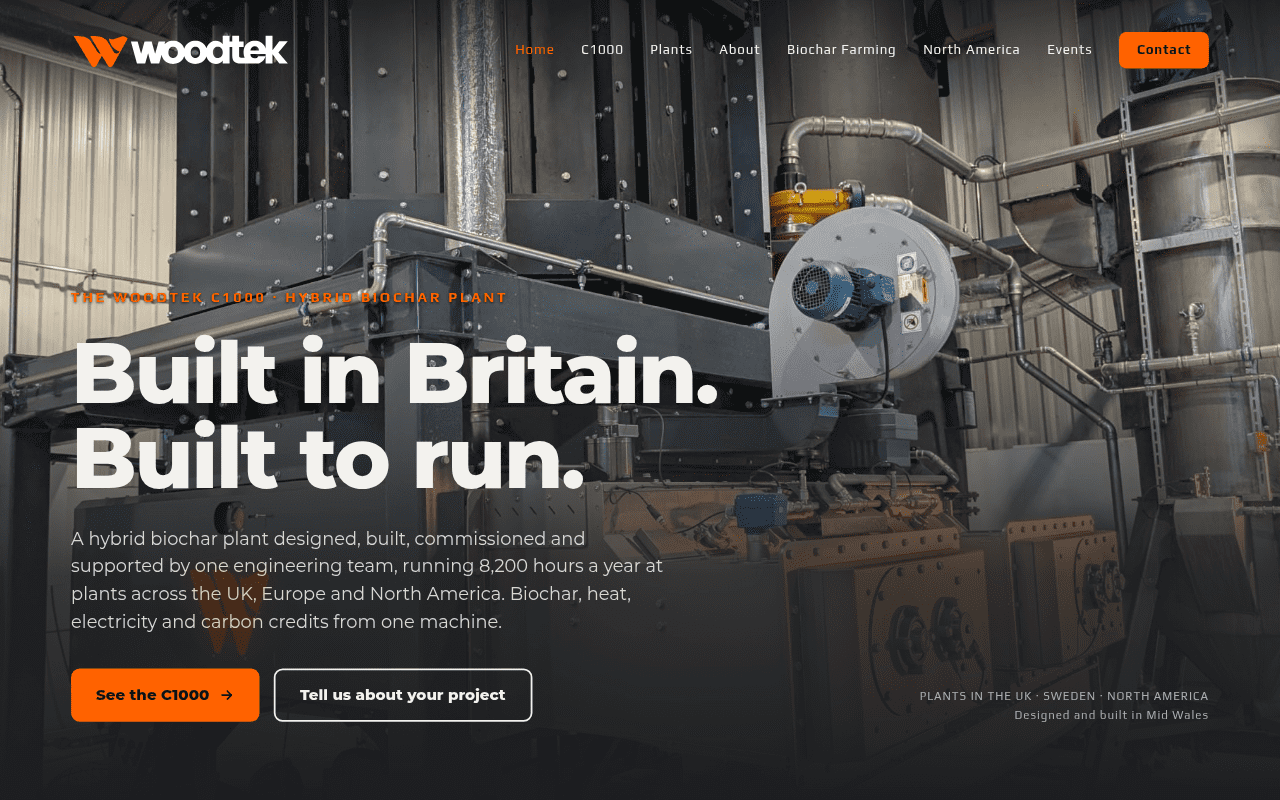 woodtek
Home C1000 Plants About Biochar Farming North America Events Contact
THE WOODTEK C1000 · HYBRID BIOCHAR PLANT
Built in Britain.
Built to run.
A hybrid biochar plant designed, built, commissioned and
supported by one engineering team, running 8,200 hours a year at
plants across the UK, Europe and North America. Biochar, heat,
electricity and carbon credits from one machine.
See the C1000 →
Tell us about your project
PLANTS IN THE UK · SWEDEN · NORTH AMERICA
Designed and built in Mid Wales